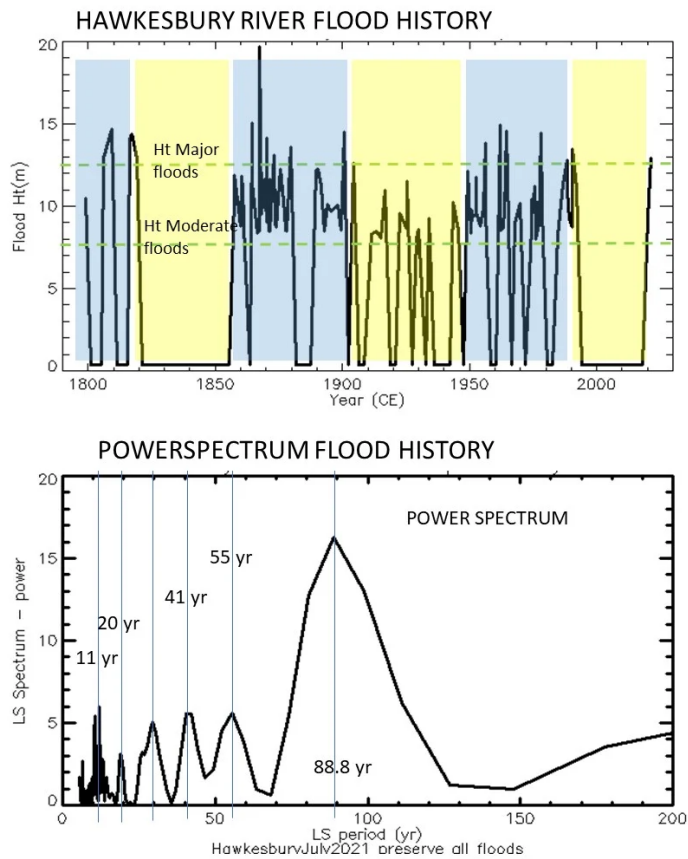 HAWKESBURY RIVER FLOOD HISTORY
20
15
10
5
0
Flood Ht(m)
Ht Major
floods
Ht Moderate
floods
1800 1850 1900 1950 2000
Year (CE)
POWERSPECTRUM FLOOD HISTORY
20
15
10
5
0
LS Spectrum – power
POWER SPECTRUM
55 yr
41 yr
20 yr
11 yr
88.8 yr
0 50 100 150 200
LS period (yr)
HawkesburyJuly2021 preserve all floods